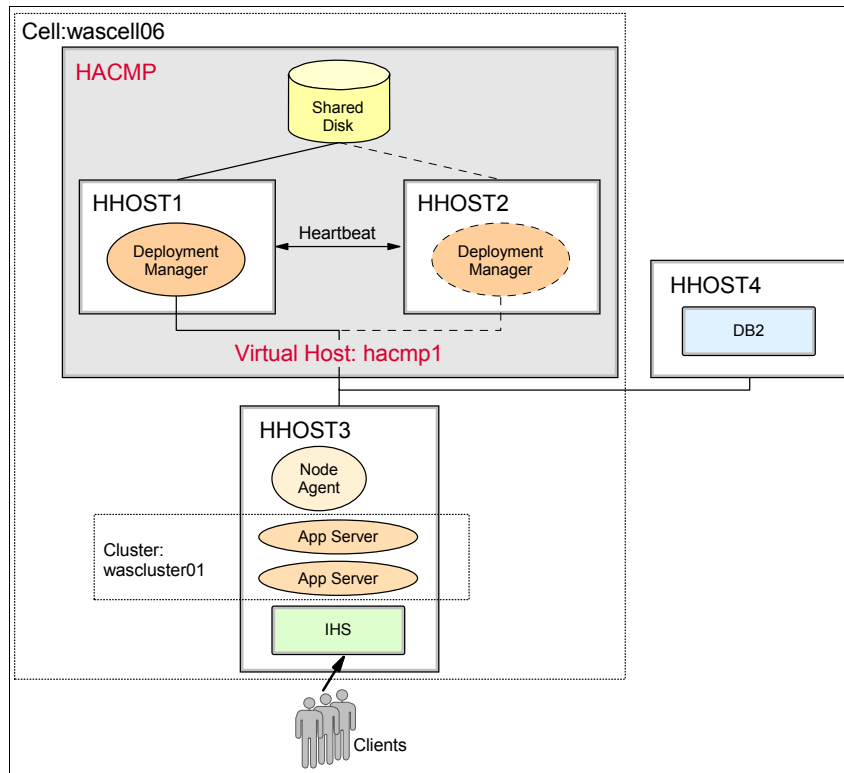 Cell:wascell06
HACMP
Shared
Disk
HHOST1
HHOST2
Deployment
Manager
Heartbeat
Deployment
Manager
HHOST4
DB2
Virtual Host: hacmp1
HHOST3
Node
Agent
Cluster:
wascluster01
App Server
App Server
IHS
Clients